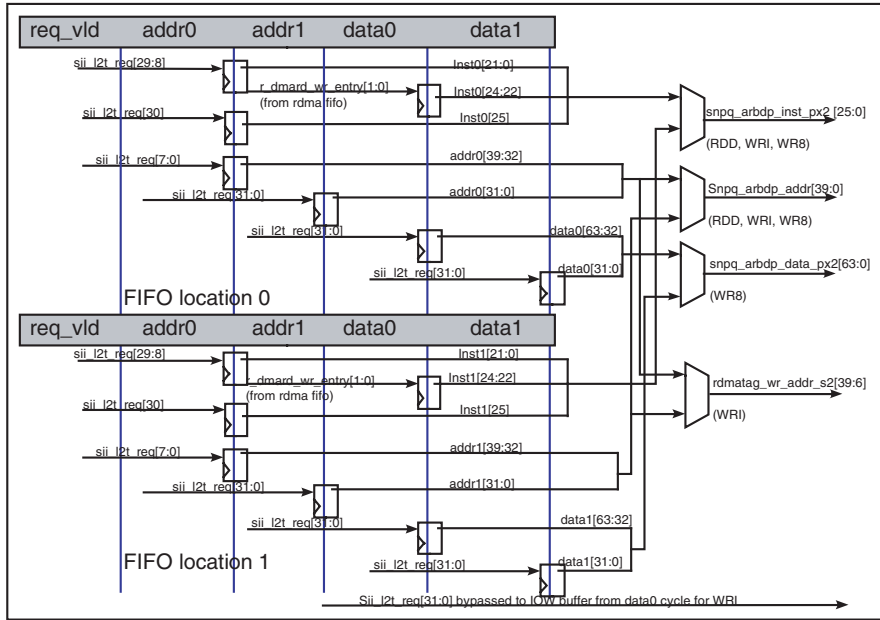 req_vld addr0 addr1 data0 data1
sii_l2t_req[29:8] Inst0[21:0]
r_dmard_wr_entry[1:0] Inst0[24:22]
(from rdma fifo)
snpq_arbdp_inst_px2 [25:0]
sii_l2t_req[30] Inst0[25]
(RDD, WRI, WR8)
sii_l2t_req[7:0] addr0[39:32]
sii_l2t_req[31:0] addr0[31:0]
Snpq_arbdp_addr[39:0]
(RDD, WRI, WR8)
sii_l2t_req[31:0] data0[63:32]
sii_l2t_req[31:0] data0[31:0]
snpq_arbdp_data_px2[63:0]
(WR8)
FIFO location 0
req_vld addr0 addr1 data0 data1
sii_l2t_req[29:8] Inst1[21:0]
r_dmard_wr_entry[1:0] Inst1[24:22]
(from rdma fifo)
rdmatag_wr_addr_s2[39:6]
sii_l2t_req[30] Inst1[25]
(WRI)
sii_l2t_req[7:0] addr1[39:32]
sii_l2t_req[31:0] addr1[31:0]
sii_l2t_req[31:0] data1[63:32]
sii_l2t_req[31:0] data1[31:0]
FIFO location 1
Sii_l2t_req[31:0] bypassed to IOW buffer from data0 cycle for WRI